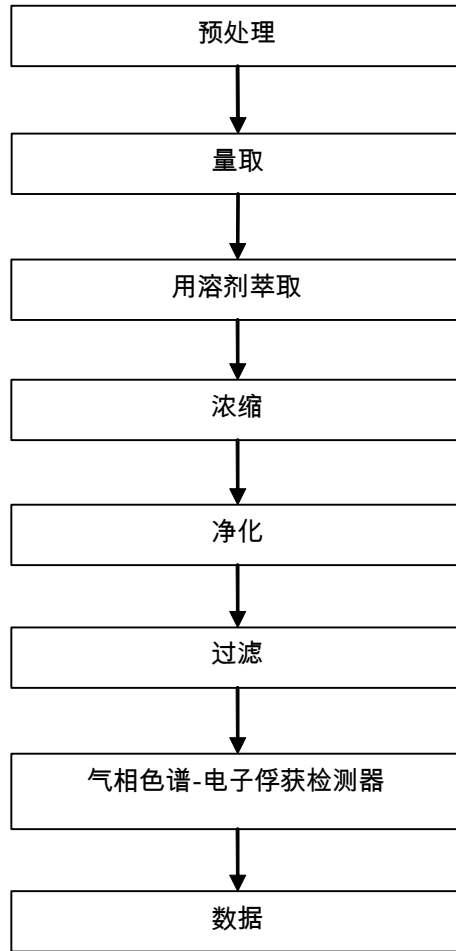 预处理
量取
用溶剂萃取
浓缩
净化
过滤
气相色谱-电子俘获检测器
数据